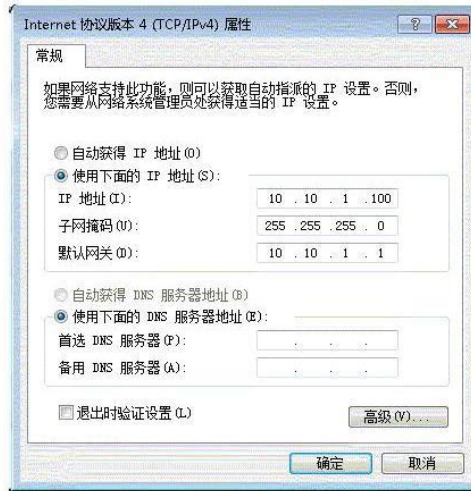 Internet 协议版本 4 (TCP/IPv4) 属性
常规
如果网络支持此功能，则可以获取自动指派的 IP 设置。否则，
您需要从网络系统管理员处获得适当的 IP 设置。
自动获得 IP 地址(O)
使用下面的 IP 地址(S):
IP 地址(I): 10 . 10 . 1 .100
子网掩码(U): 255 .255 .255 . 0
默认网关(D): 10 . 10 . 1 . 1
自动获得 DNS 服务器地址(B)
使用下面的 DNS 服务器地址(E):
首选 DNS 服务器(P): . . .
备用 DNS 服务器(A): . . .
退出时验证设置(L)
高级(V)...
确定 取消